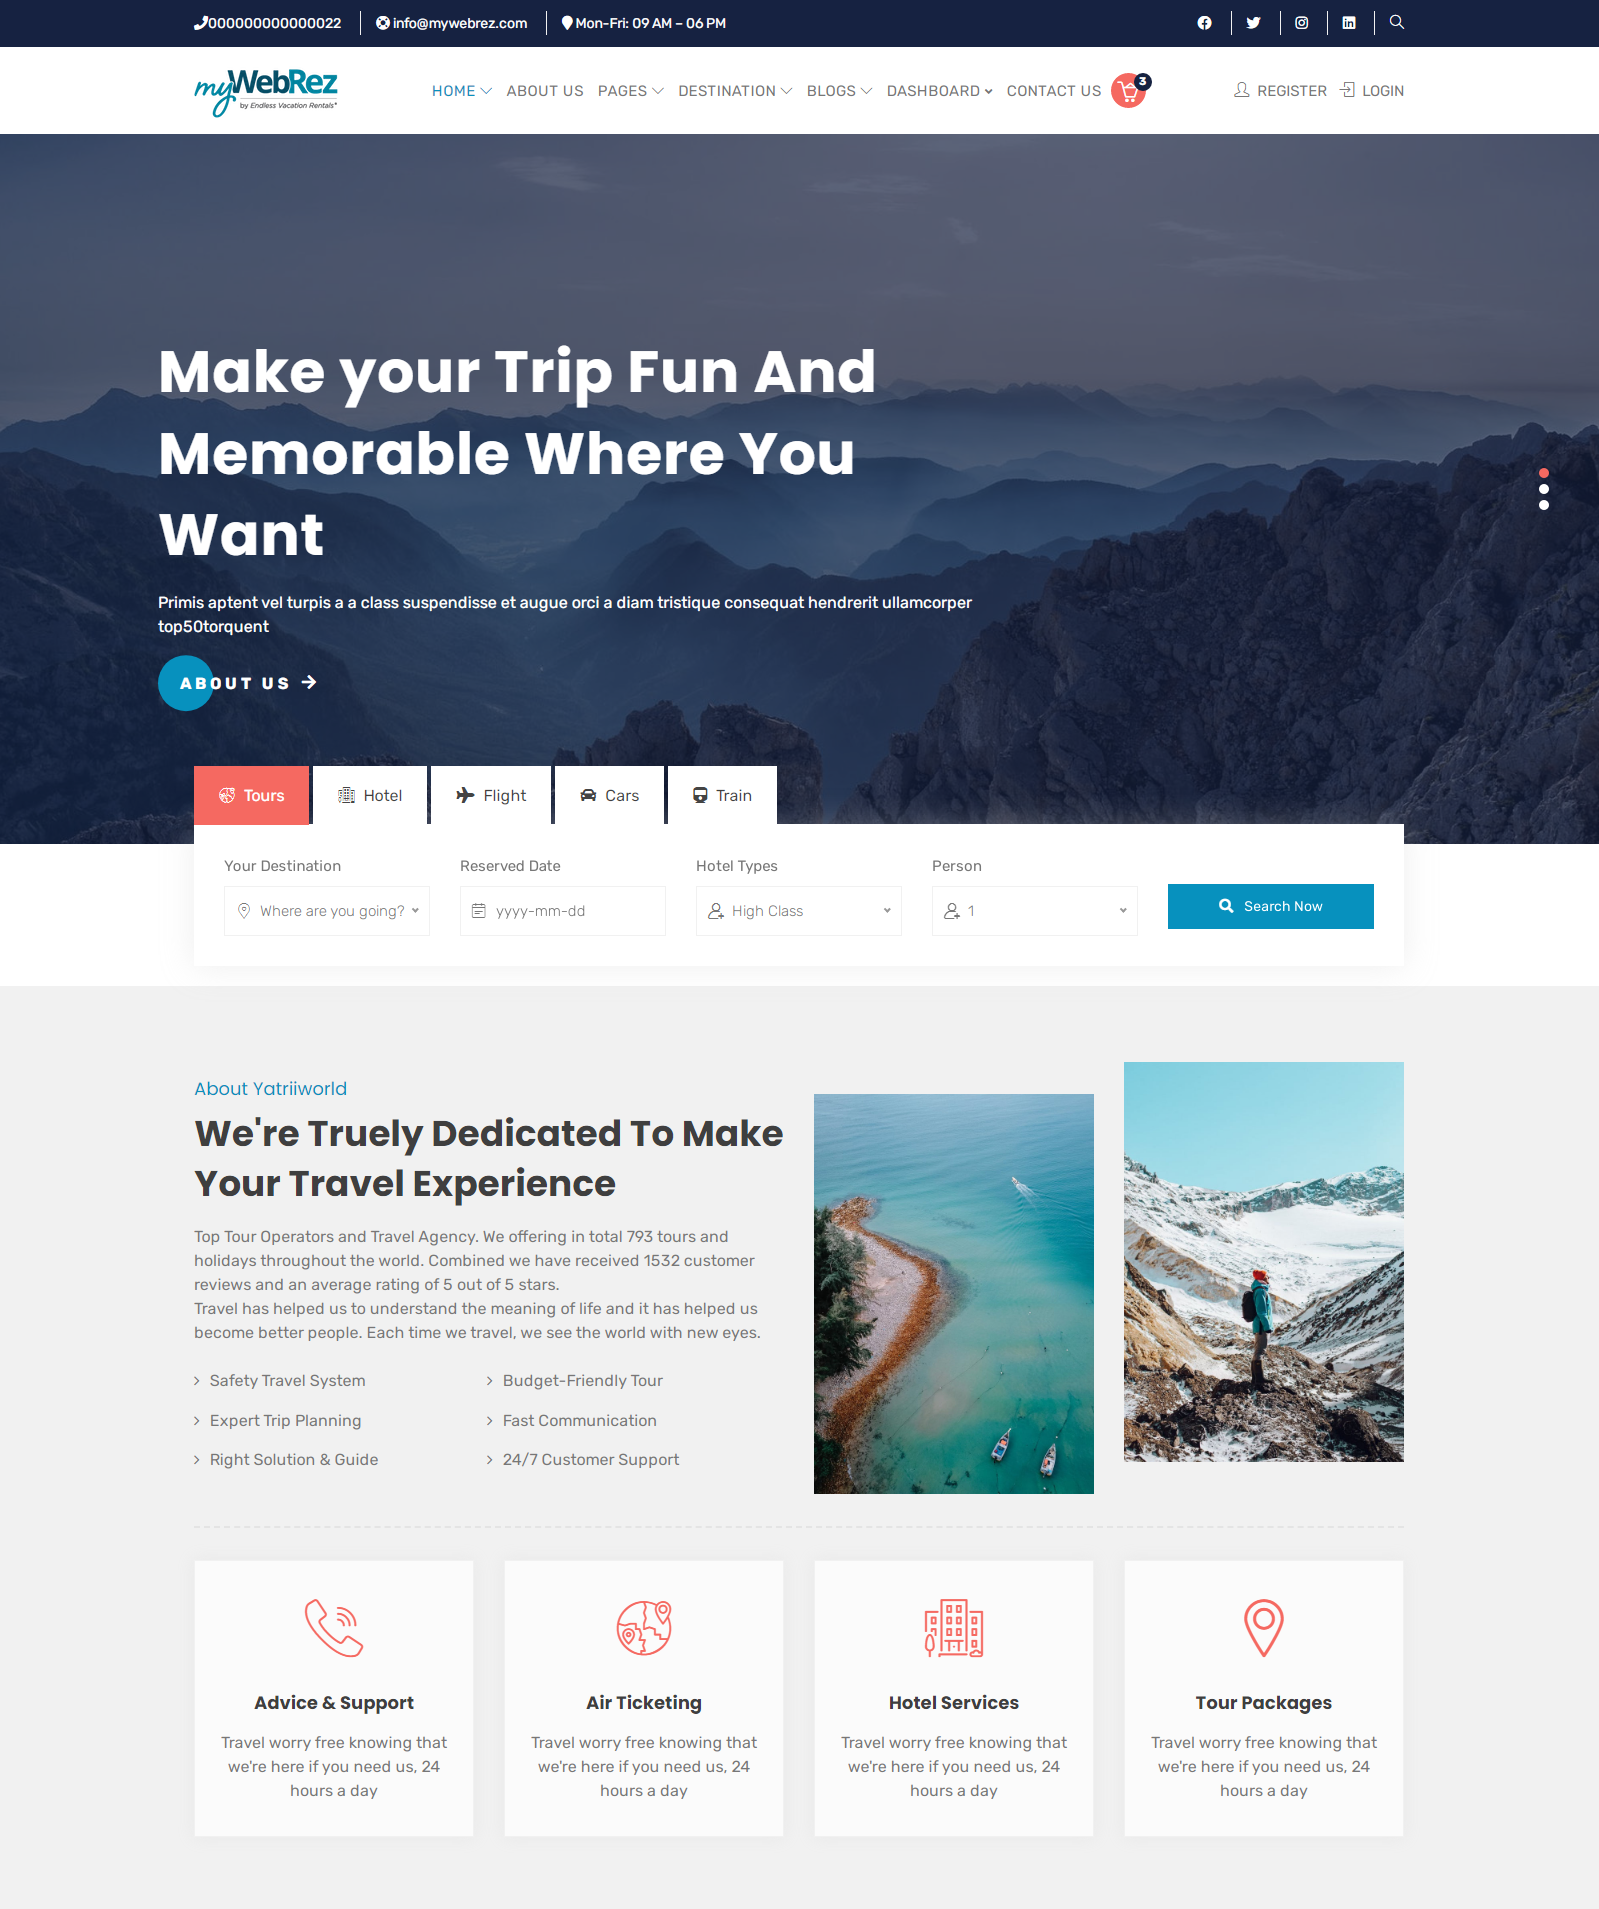 000000000000022 info@mywebrez.com Mon-Fri: 09 AM – 06 PM
myWebRez
by Endless Vacation Rentals®
HOME ABOUT US PAGES DESTINATION BLOGS DASHBOARD CONTACT US 3 REGISTER LOGIN
Make your Trip Fun And
Memorable Where You
Want
Primis aptent vel turpis a a class suspendisse et augue orci a diam tristique consequat hendrerit ullamcorper
top50torquent
ABOUT US
Tours Hotel Flight Cars Train
Your Destination Reserved Date Hotel Types Person
Where are you going? yyyy-mm-dd High Class 1 Search Now
About Yatriiworld
We're Truely Dedicated To Make
Your Travel Experience
Top Tour Operators and Travel Agency. We offering in total 793 tours and
holidays throughout the world. Combined we have received 1532 customer
reviews and an average rating of 5 out of 5 stars.
Travel has helped us to understand the meaning of life and it has helped us
become better people. Each time we travel, we see the world with new eyes.
Safety Travel System Budget-Friendly Tour
Expert Trip Planning Fast Communication
Right Solution & Guide 24/7 Customer Support
Advice & Support
Travel worry free knowing that
we're here if you need us, 24
hours a day
Air Ticketing
Travel worry free knowing that
we're here if you need us, 24
hours a day
Hotel Services
Travel worry free knowing that
we're here if you need us, 24
hours a day
Tour Packages
Travel worry free knowing that
we're here if you need us, 24
hours a day